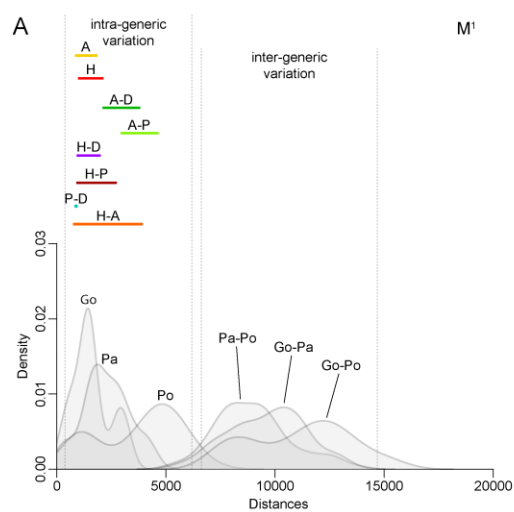 A
M¹
intra-generic
variation
inter-generic
variation
A
H
A-D
A-P
H-D
H-P
P-D
H-A
0.03
0.02
0.01
0.00
Density
Go
Pa
Po
Pa-Po
Go-Pa
Go-Po
0
5000
10000
15000
20000
Distances